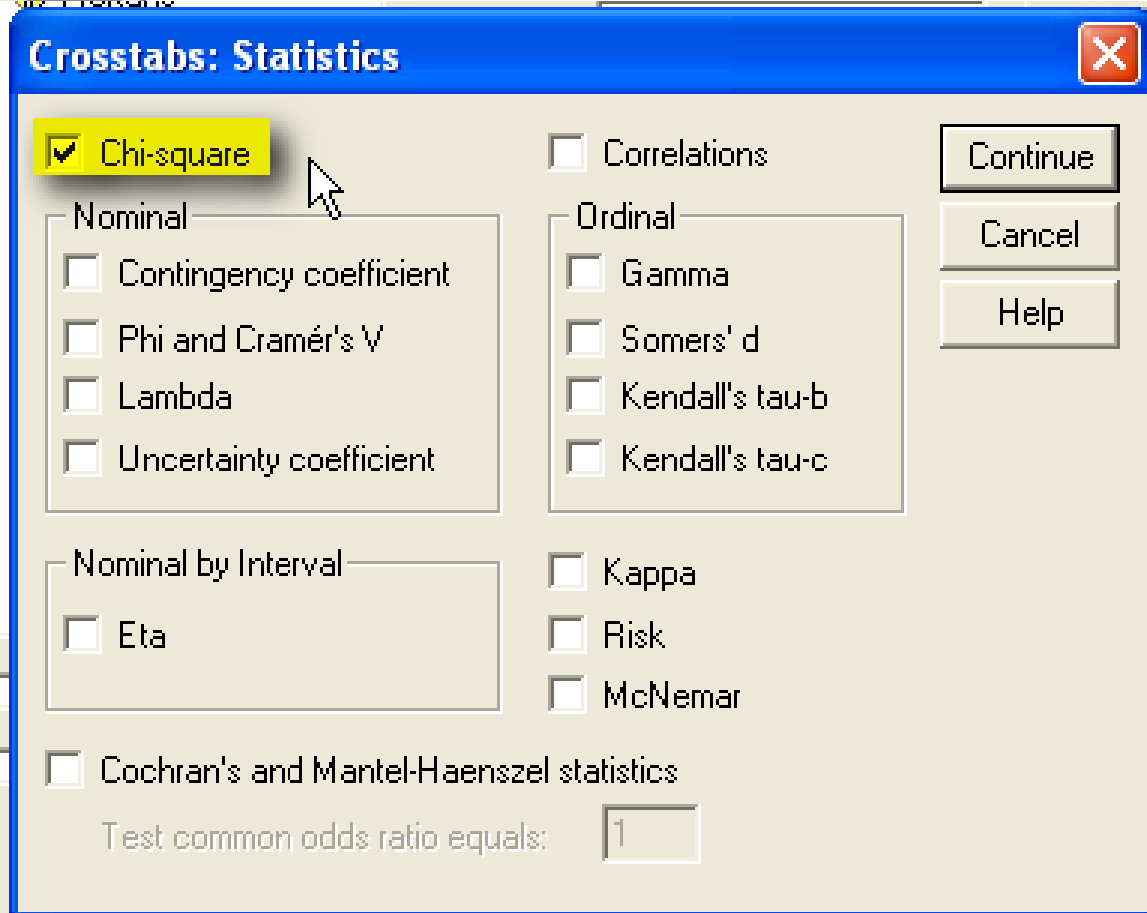 Crosstabs: Statistics
Chi-square
Correlations
Continue
Cancel
Help
Nominal
Contingency coefficient
Phi and Cramér's V
Lambda
Uncertainty coefficient
Ordinal
Gamma
Somers' d
Kendall's tau-b
Kendall's tau-c
Nominal by Interval
Eta
Kappa
Risk
McNemar
Cochran's and Mantel-Haenszel statistics
Test common odds ratio equals: 1